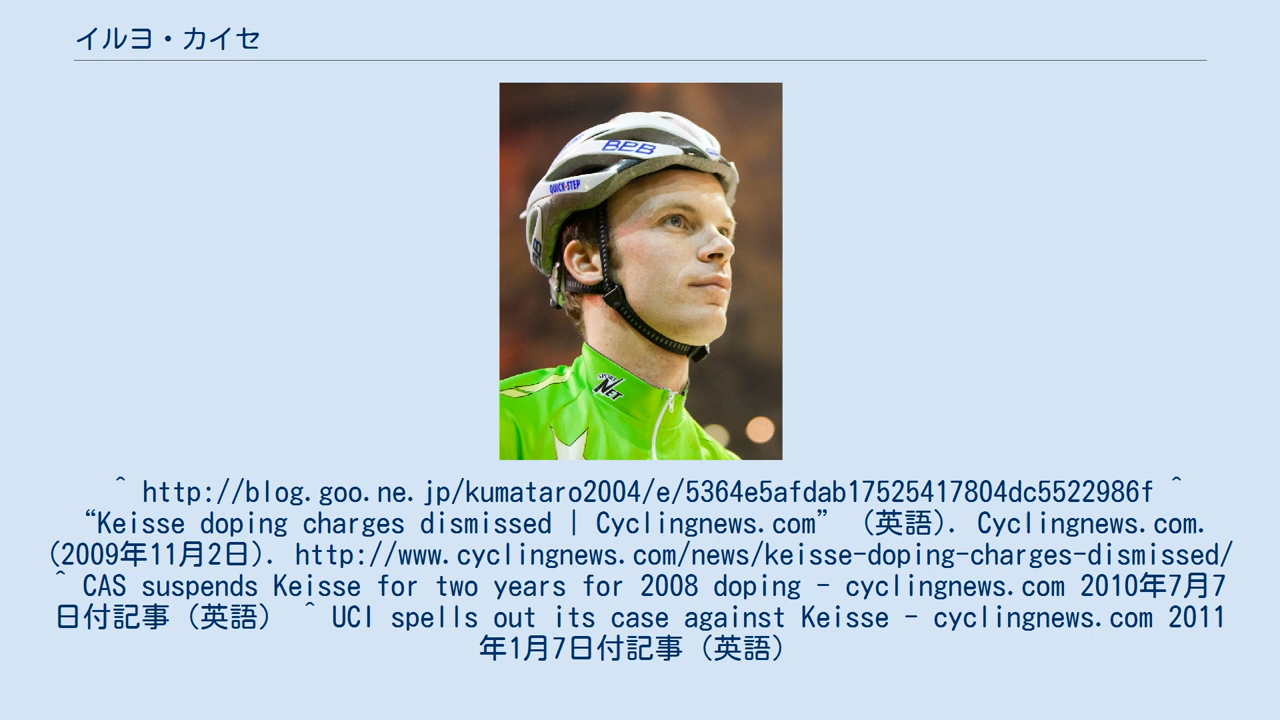 イルヨ・カイセ
BEB
QUICK-STEP
SPORT
NET
^ http://blog.goo.ne.jp/kumataro2004/e/5364e5afdab17525417804dc5522986f ^
“Keisse doping charges dismissed | Cyclingnews.com” （英語）. Cyclingnews.com.
(2009年11月2日). http://www.cyclingnews.com/news/keisse-doping-charges-dismissed/
^ CAS suspends Keisse for two years for 2008 doping - cyclingnews.com 2010年7月7
日付記事（英語） ^ UCI spells out its case against Keisse - cyclingnews.com 2011
年1月7日付記事（英語）